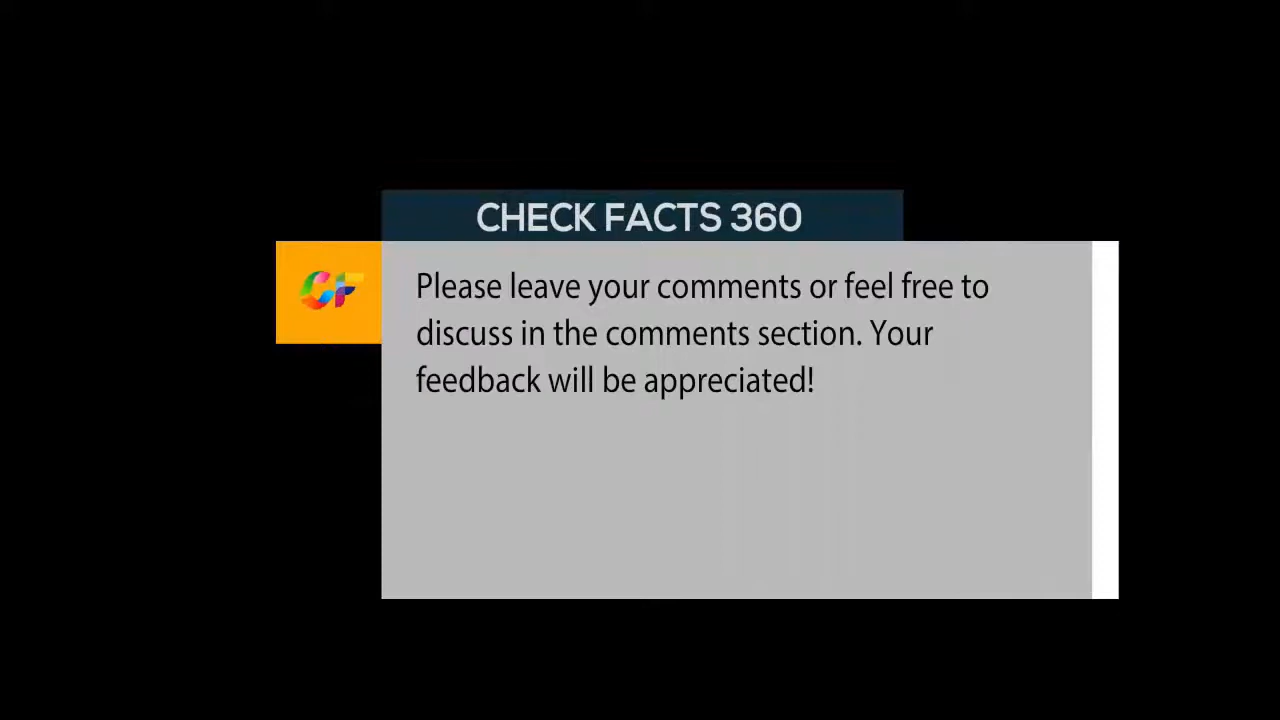 CHECK FACTS 360
CF
Please leave your comments or feel free to
discuss in the comments section. Your
feedback will be appreciated!